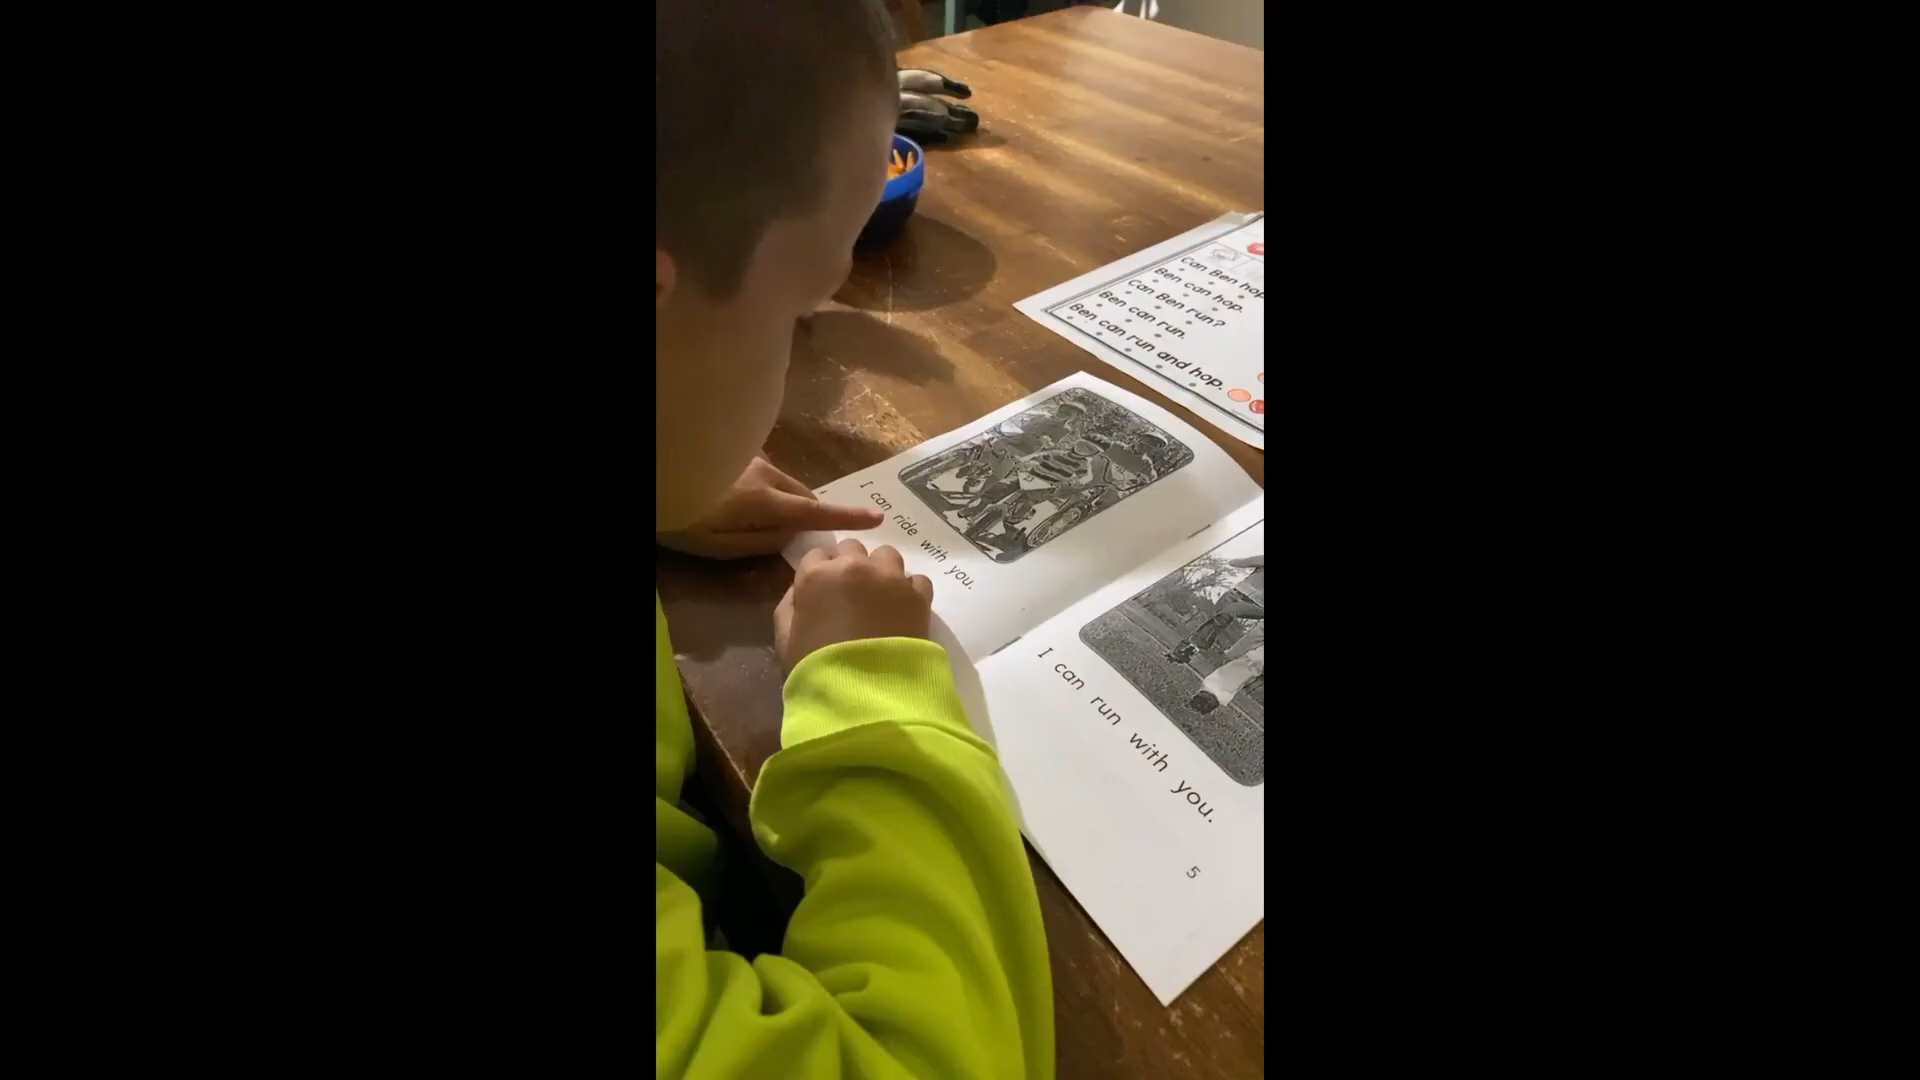 Can Ben hop
Ben can hop.
Can Ben run?
Ben can run.
Ben can run and hop.
I can ride with you.
I can run with you.
5